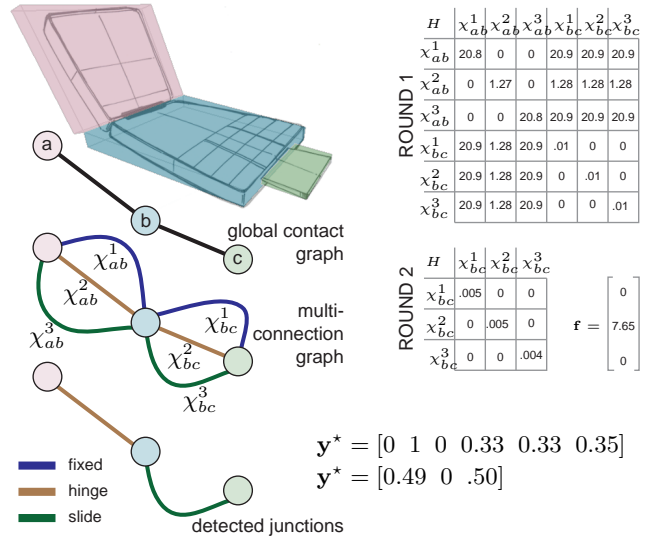 a
b
c
global contact
graph
χ¹ab
χ²ab
χ³ab
χ¹bc
χ²bc
χ³bc
multi-
connection
graph
fixed
hinge
slide
detected junctions
ROUND 1
H χ¹ab χ²ab χ³ab χ¹bc χ²bc χ³bc
χ¹ab 20.8 0 0 20.9 20.9 20.9
χ²ab 0 1.27 0 1.28 1.28 1.28
χ³ab 0 0 20.8 20.9 20.9 20.9
χ¹bc 20.9 1.28 20.9 .01 0 0
χ²bc 20.9 1.28 20.9 0 .01 0
χ³bc 20.9 1.28 20.9 0 0 .01
ROUND 2
H χ¹bc χ²bc χ³bc
χ¹bc .005 0 0
χ²bc 0 .005 0
χ³bc 0 0 .004
f = [0 7.65 0]
y⋆ = [0 1 0 0.33 0.33 0.35]
y⋆ = [0.49 0 .50]